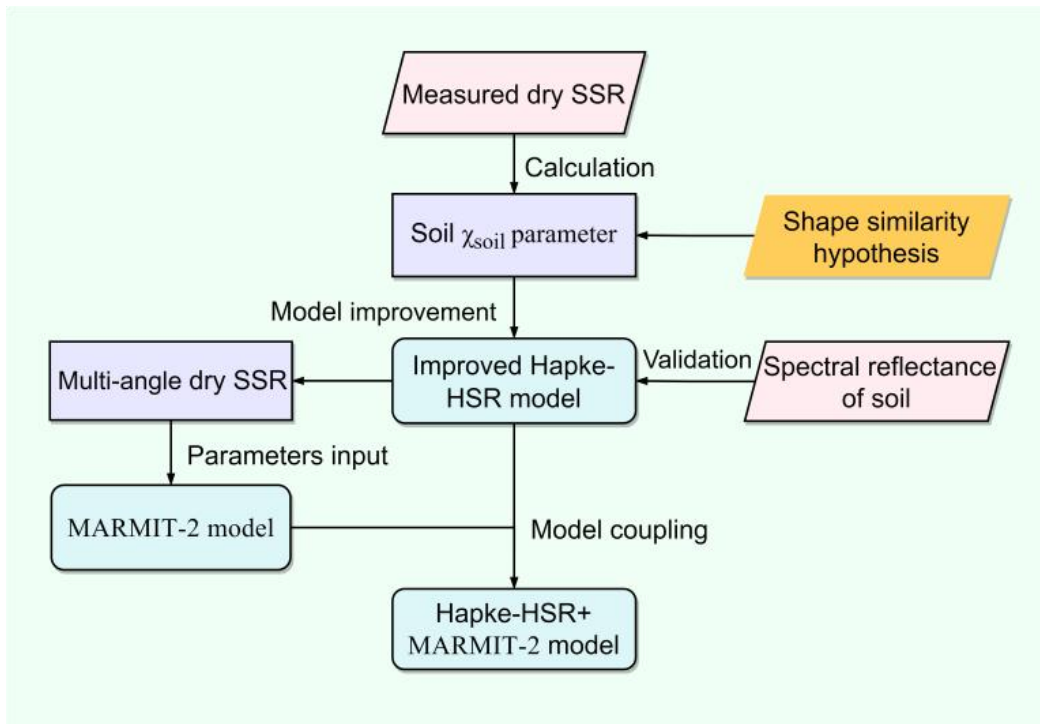 Measured dry SSR
Calculation
Soil χsoil parameter
Shape similarity
hypothesis
Model improvement
Multi-angle dry SSR
Improved Hapke-
HSR model
Validation
Spectral reflectance
of soil
Parameters input
MARMIT-2 model
Model coupling
Hapke-HSR+
MARMIT-2 model